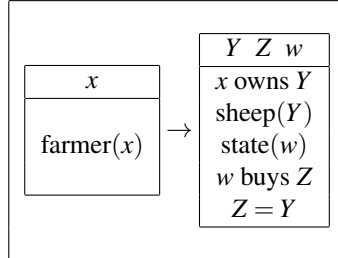 Y Z w
x
x owns Y
sheep(Y)
farmer(x) → state(w)
w buys Z
Z = Y